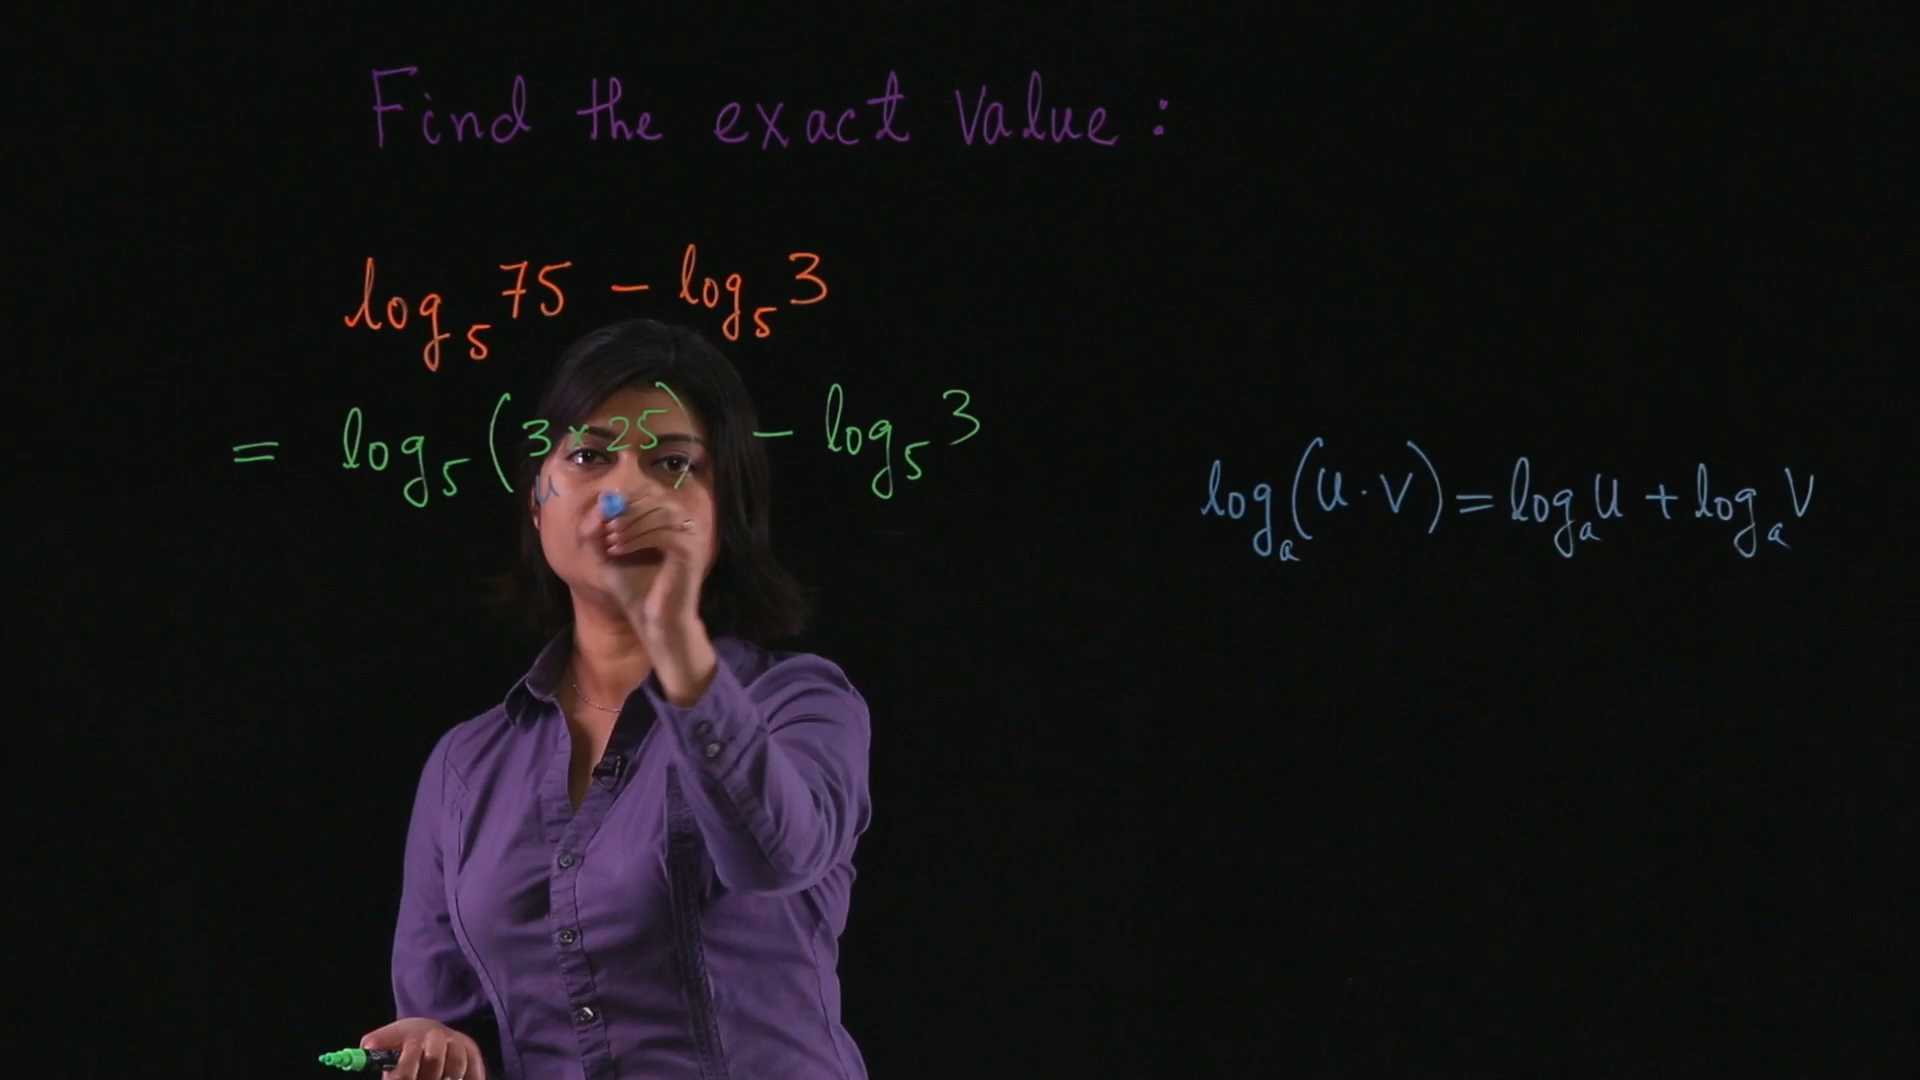 Find the exact value:
log₅ 75 − log₅ 3
= log₅ (3 × 25) − log₅ 3
u
logₐ(u · v) = logₐ u + logₐ v